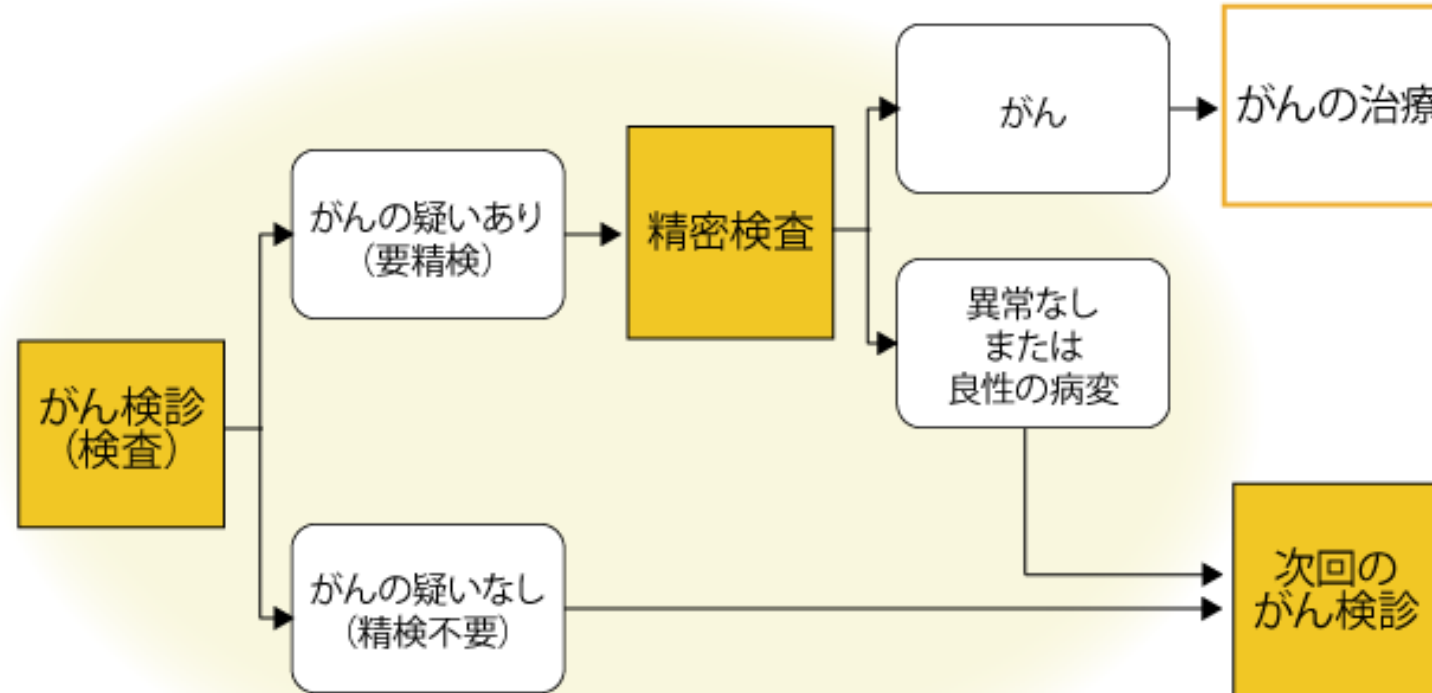 がん検診
(検査)
がんの疑いあり
(要精検)
がんの疑いなし
(精検不要)
精密検査
がん
異常なし
または
良性の病変
がんの治療
次回の
がん検診